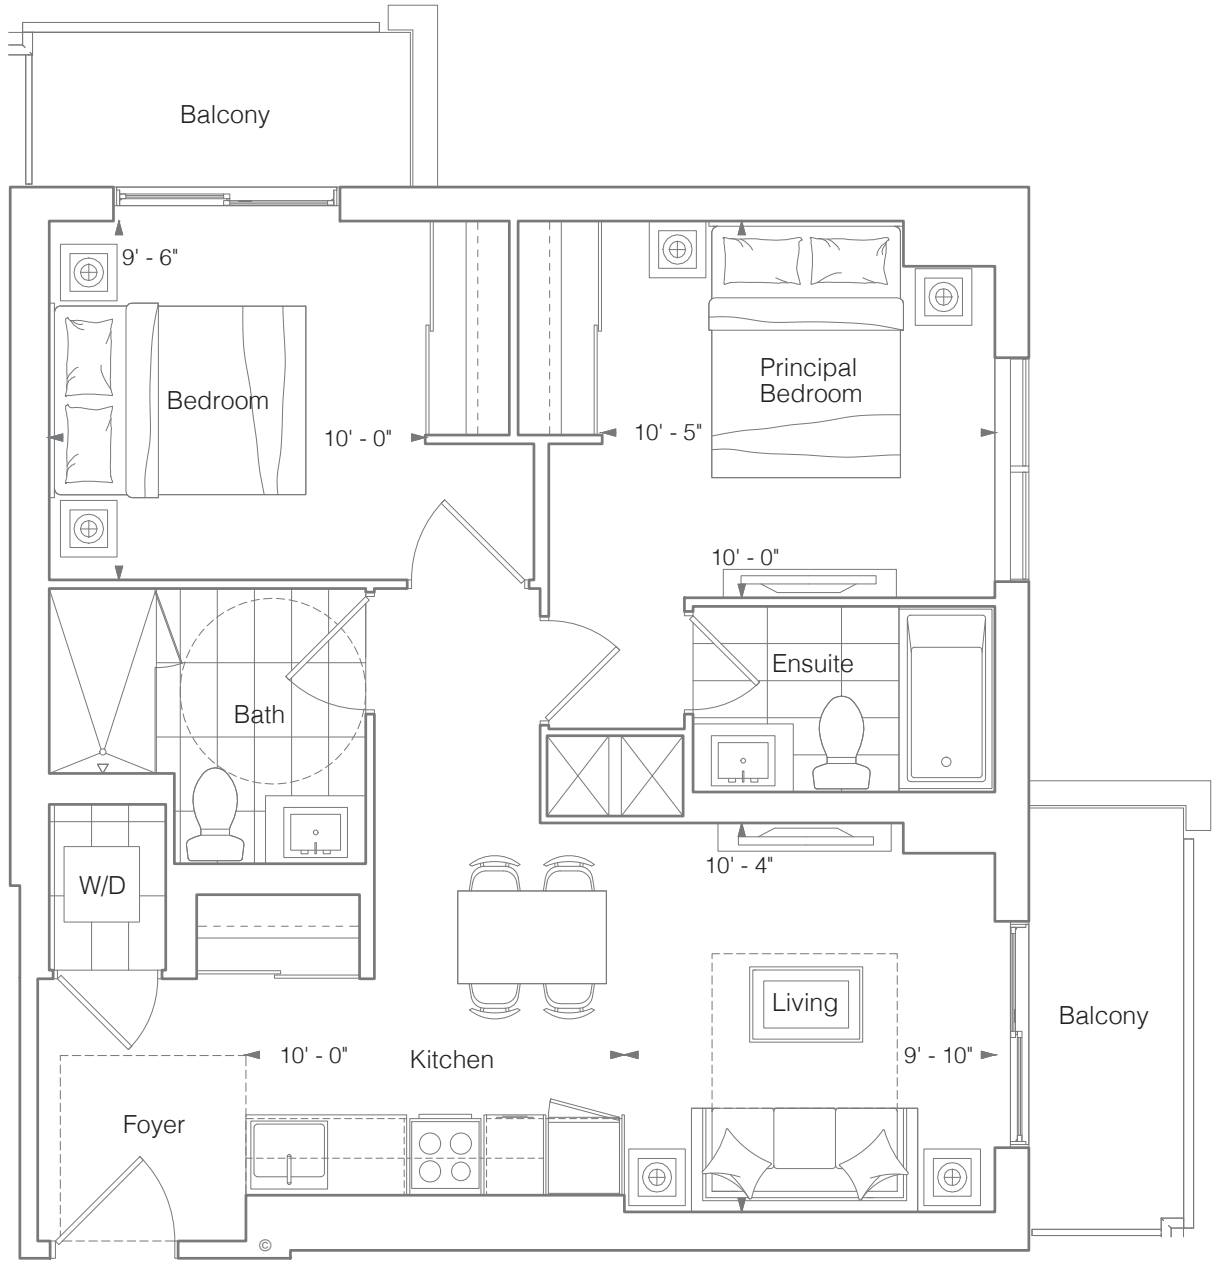 Balcony
9' - 6"
Bedroom
10' - 0"
Principal
Bedroom
10' - 5"
10' - 0"
Ensuite
Bath
W/D
10' - 4"
Living
Balcony
10' - 0"
Kitchen
9' - 10"
Foyer
©